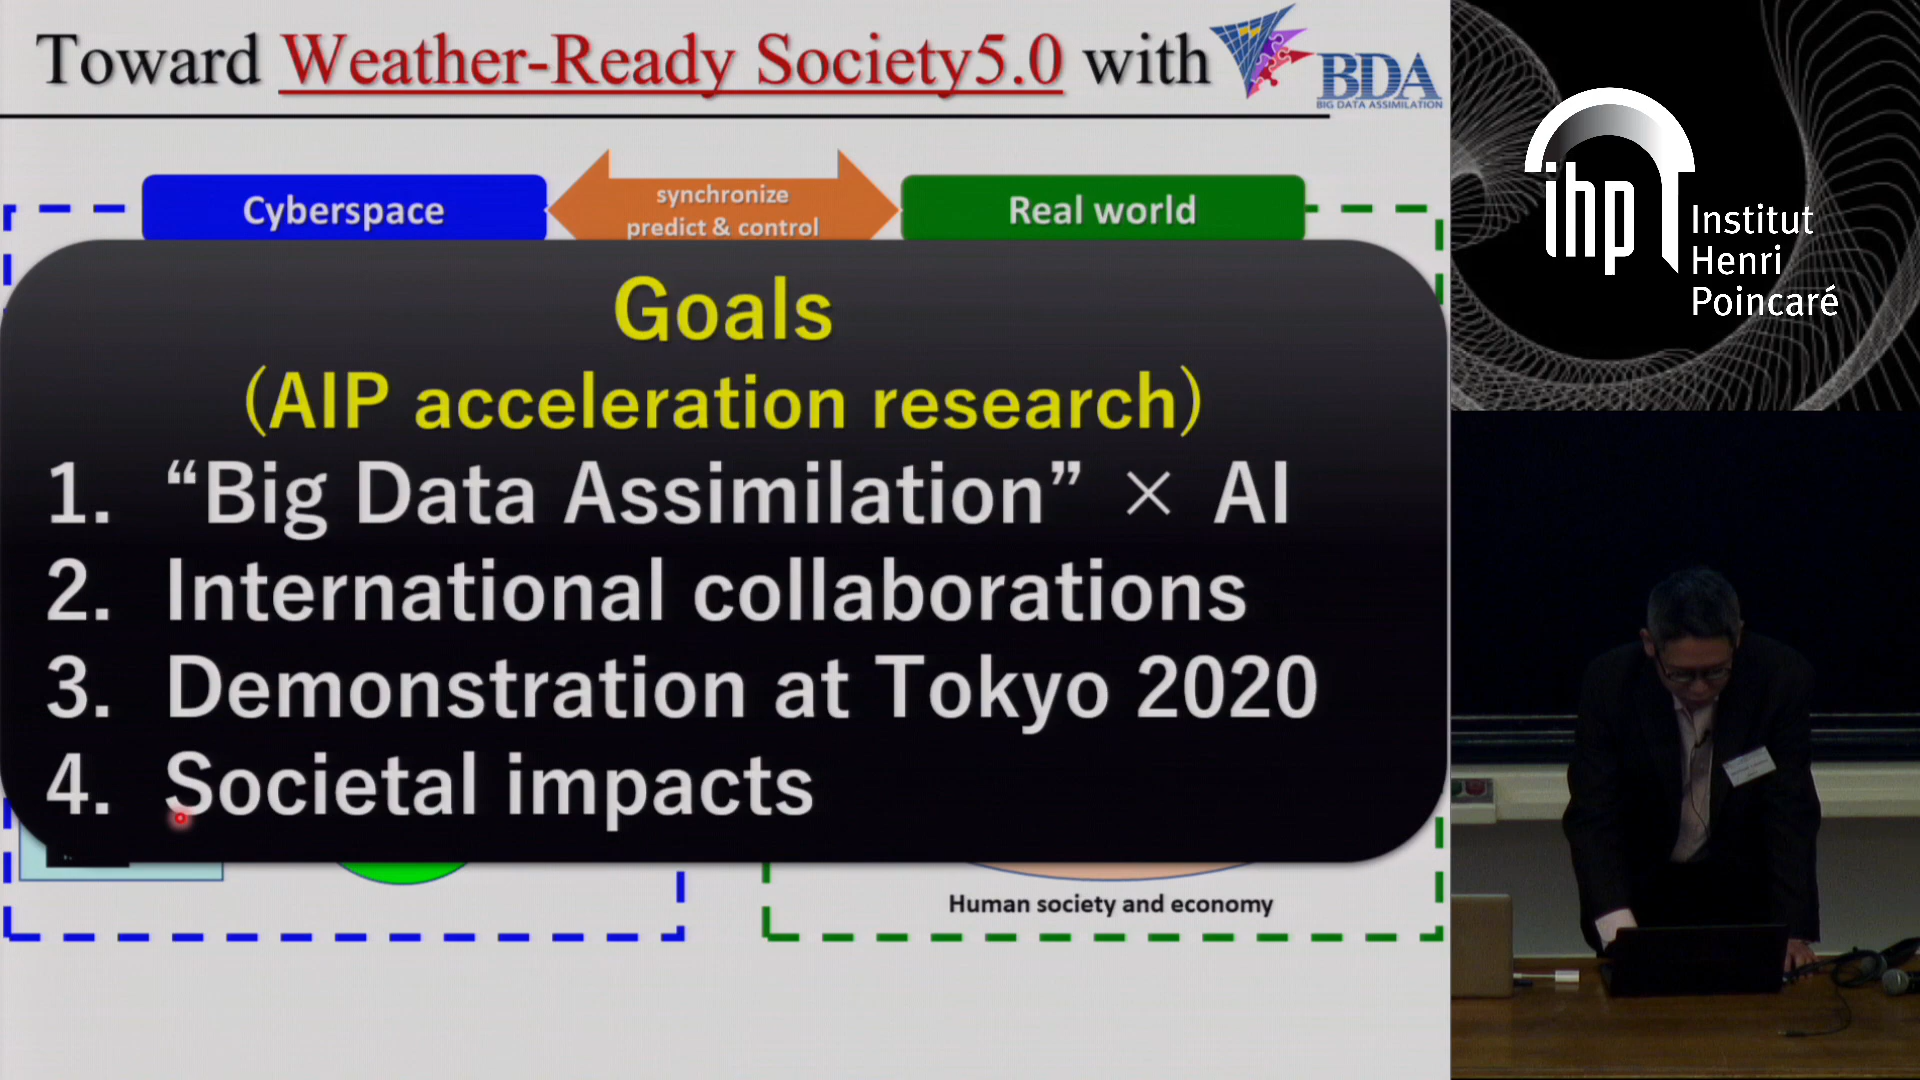 Toward Weather-Ready Society5.0 with
BDA
BIG DATA ASSIMILATION
Cyberspace
synchronize
predict & control
Real world
Goals
(AIP acceleration research)
1. “Big Data Assimilation” × AI
2. International collaborations
3. Demonstration at Tokyo 2020
4. Societal impacts
Human society and economy
ihp
Institut
Henri
Poincaré